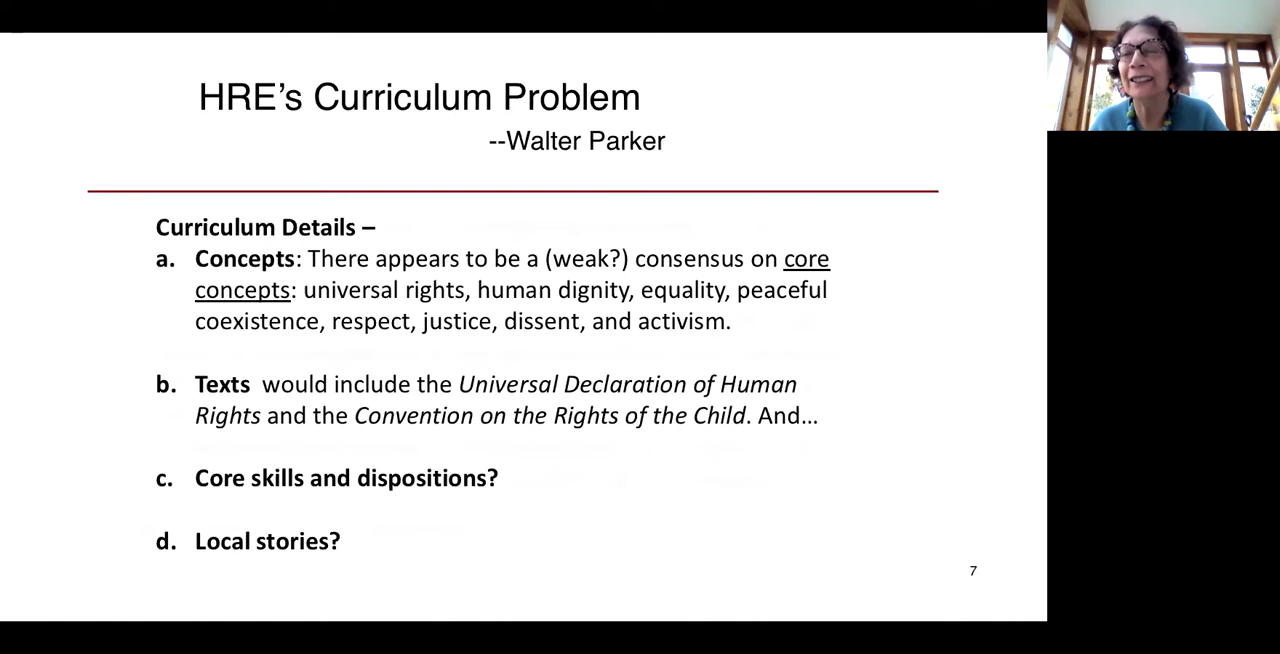 HRE’s Curriculum Problem
--Walter Parker
Curriculum Details –
a. Concepts: There appears to be a (weak?) consensus on core
concepts: universal rights, human dignity, equality, peaceful
coexistence, respect, justice, dissent, and activism.
b. Texts would include the Universal Declaration of Human
Rights and the Convention on the Rights of the Child. And…
c. Core skills and dispositions?
d. Local stories?
7